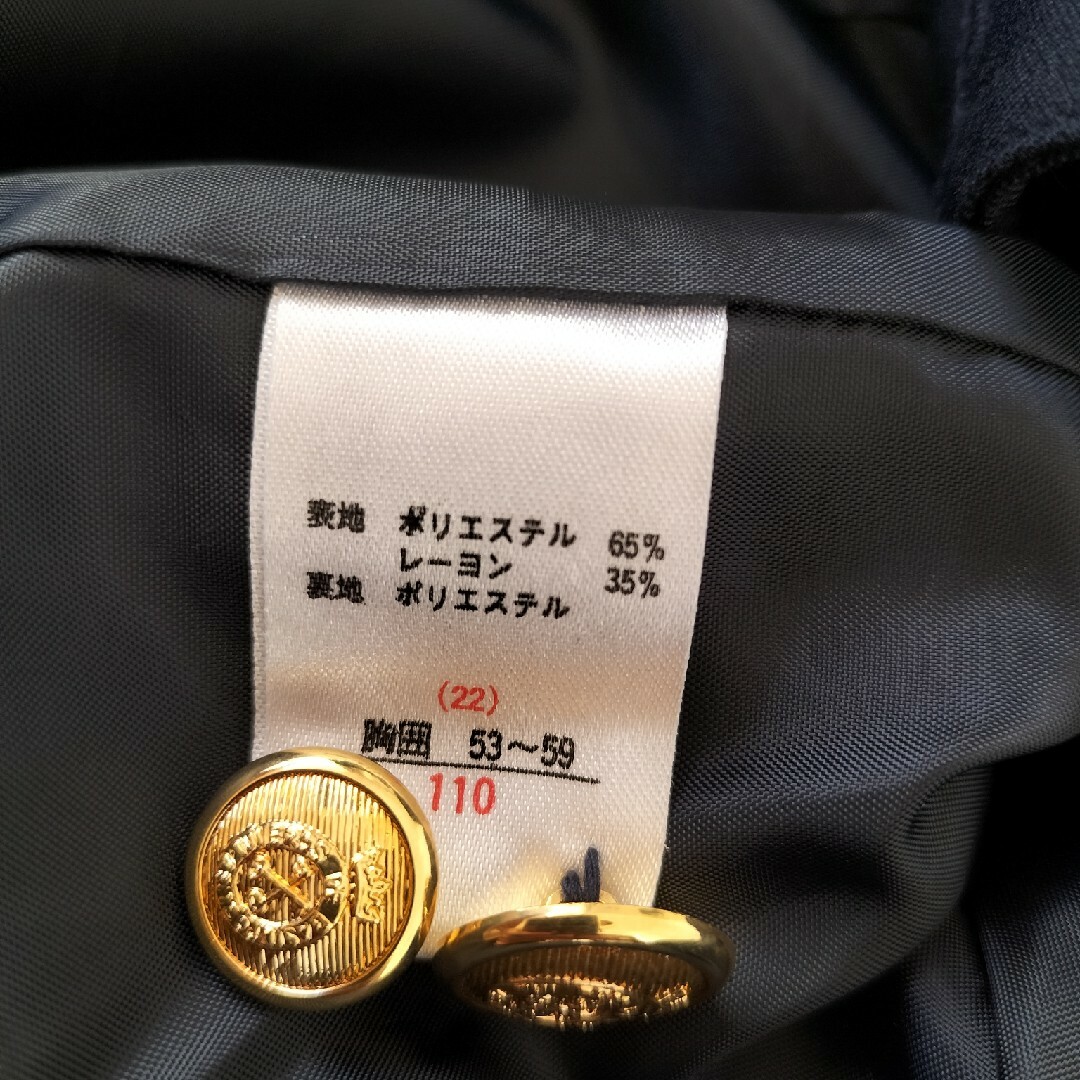 表地 ポリエステル 65%
レーヨン 35%
裏地 ポリエステル
(22)
胸囲 53～59
110